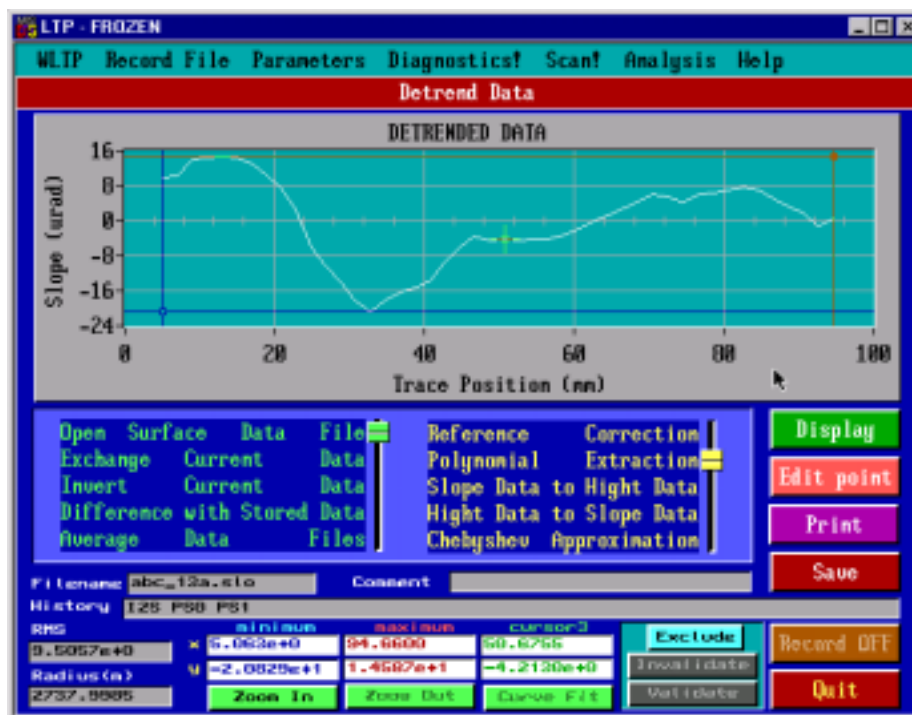 LTP - FROZEN
WLTP Record File Parameters Diagnostics! Scan! Analysis Help
Detrend Data
DETRENDED DATA
16
8
0
-8
-16
-24
Slope (urad)
0 20 40 60 80 100
Trace Position (mm)
Open Surface Data File
Exchange Current Data
Invert Current Data
Difference with Stored Data
Average Data Files
Reference Correction
Polynomial Extraction
Slope Data to Hight Data
Hight Data to Slope Data
Chebyshev Approximation
Display
Edit point
Print
Save
Filename abc_13a.slo Comment
History I2S PS0 PS1
RMS minimum maximum cursor3
9.5057e+0 x 5.063e+0 94.6600 50.6755
Radius(m) y -2.0829e+1 1.4587e+1 -4.2130e+0
2737.9985 Zoom In Zoom Out Curve Fit
Exclude
Invalidate
Validate
Record OFF
Quit